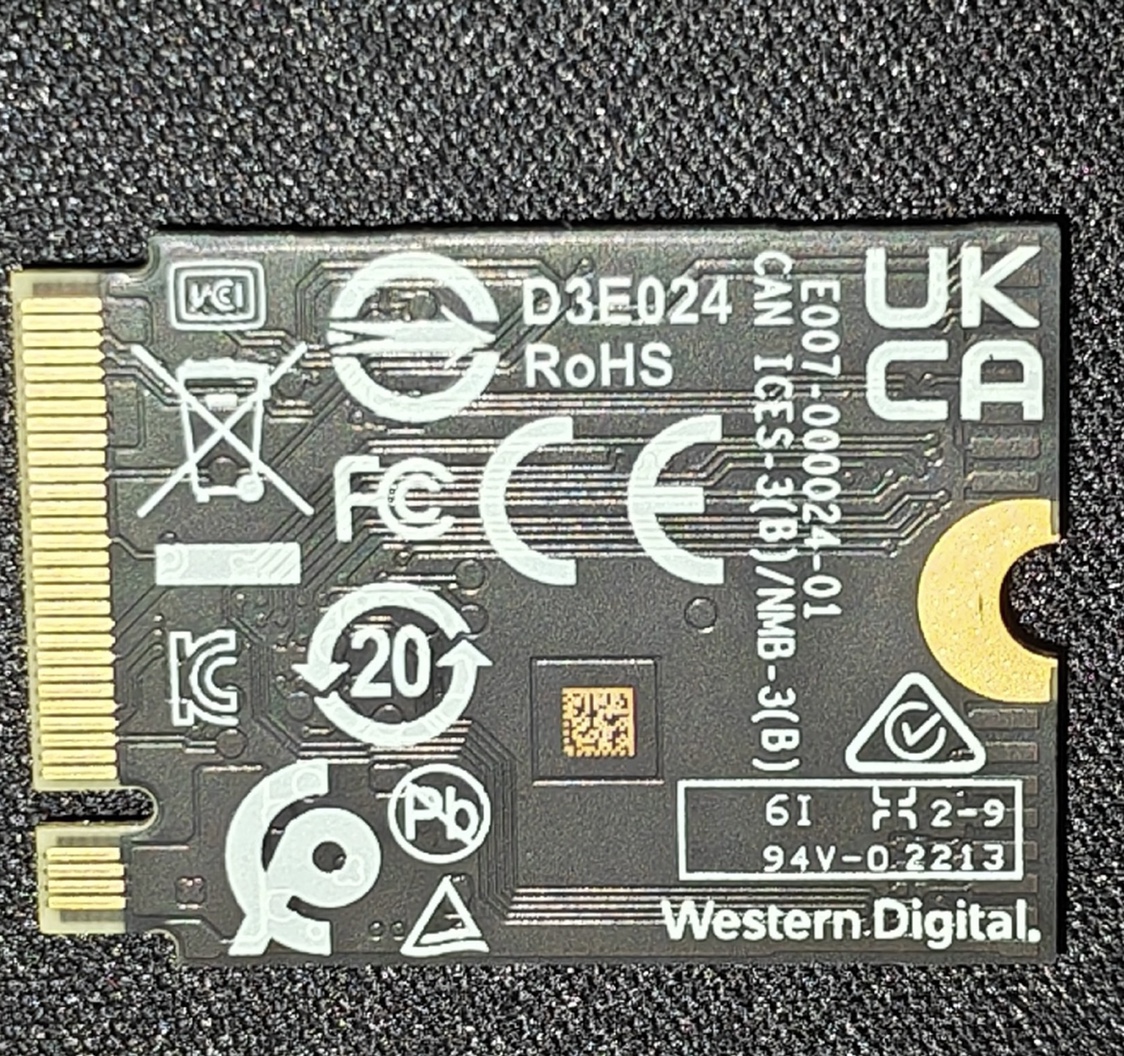 VCI
D3E024
RoHS
UK
CA
E007-000024-01
CAN ICES-3(B)/NMB-3(B)
FC
CE
20
Pb
6I 2-9
94V-0 2213
Western Digital.